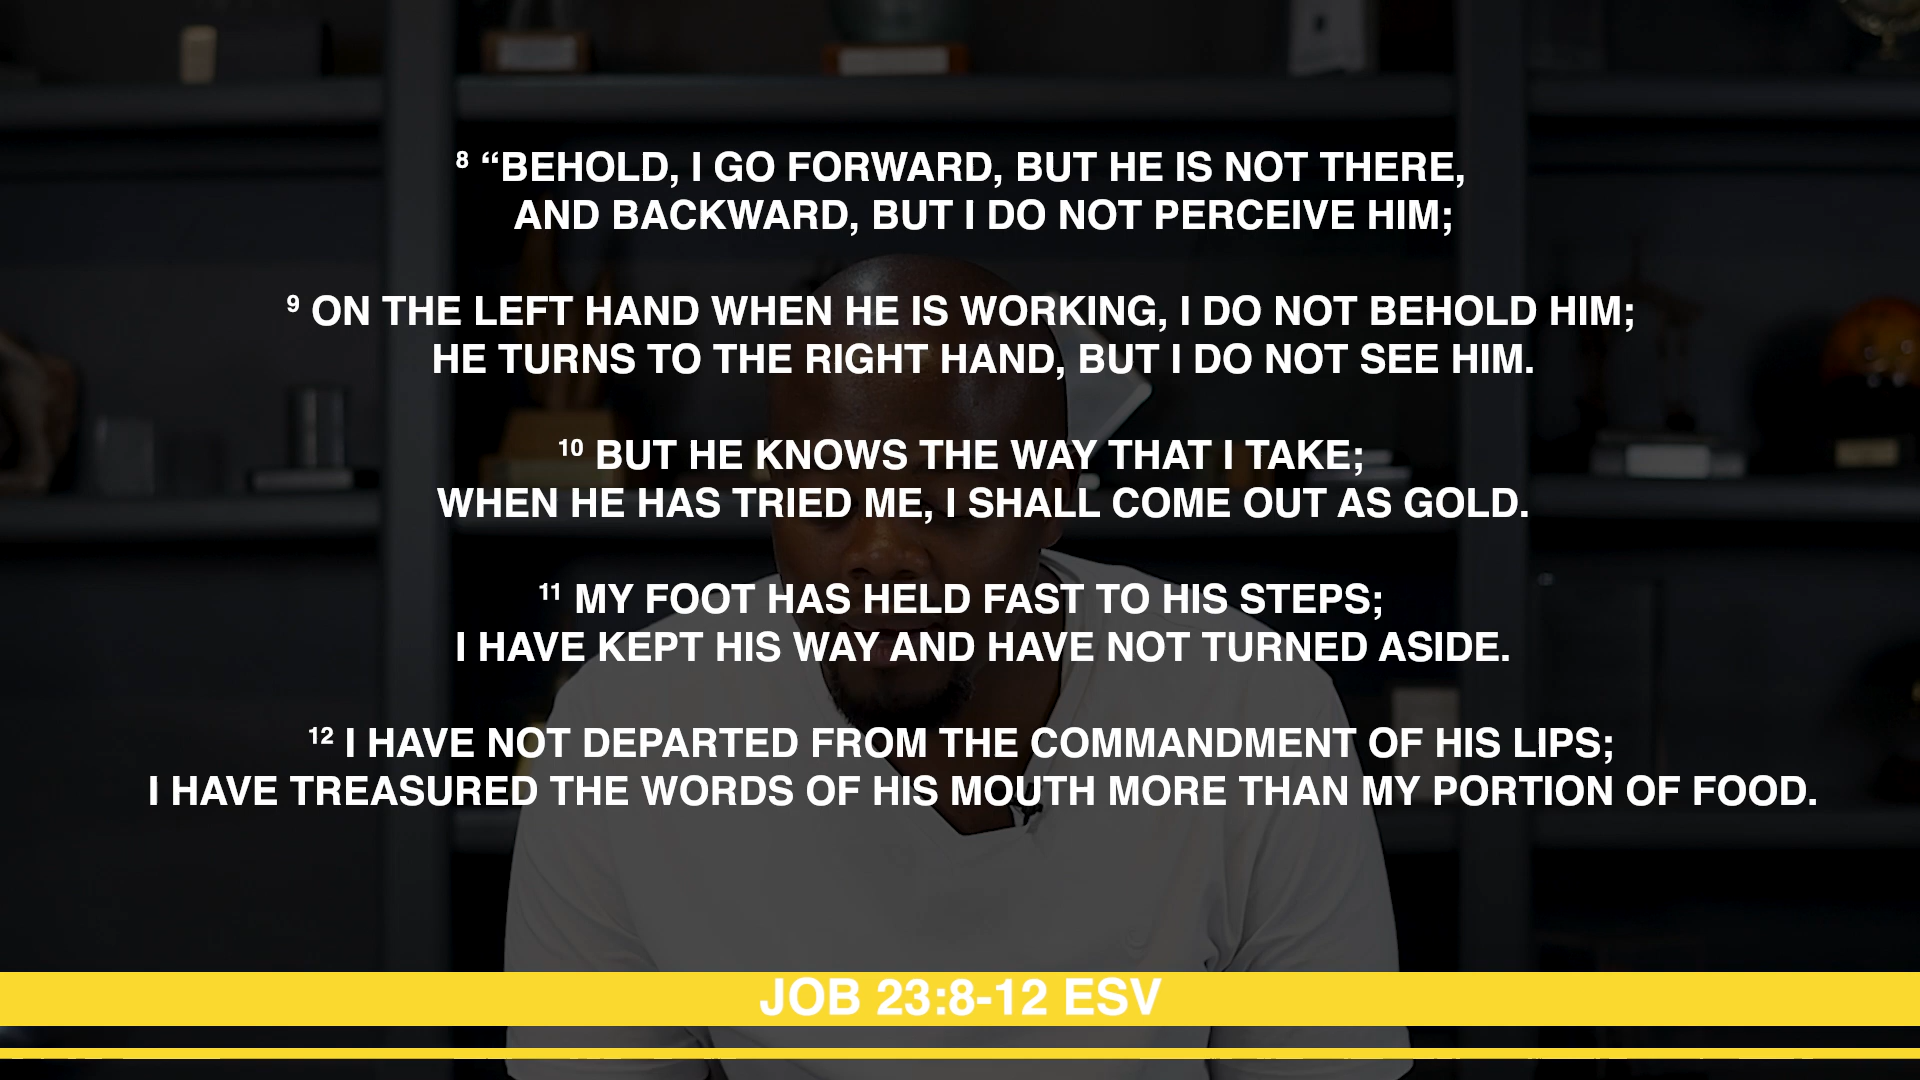 8 “BEHOLD, I GO FORWARD, BUT HE IS NOT THERE,
AND BACKWARD, BUT I DO NOT PERCEIVE HIM;
9 ON THE LEFT HAND WHEN HE IS WORKING, I DO NOT BEHOLD HIM;
HE TURNS TO THE RIGHT HAND, BUT I DO NOT SEE HIM.
10 BUT HE KNOWS THE WAY THAT I TAKE;
WHEN HE HAS TRIED ME, I SHALL COME OUT AS GOLD.
11 MY FOOT HAS HELD FAST TO HIS STEPS;
I HAVE KEPT HIS WAY AND HAVE NOT TURNED ASIDE.
12 I HAVE NOT DEPARTED FROM THE COMMANDMENT OF HIS LIPS;
I HAVE TREASURED THE WORDS OF HIS MOUTH MORE THAN MY PORTION OF FOOD.
JOB 23:8-12 ESV